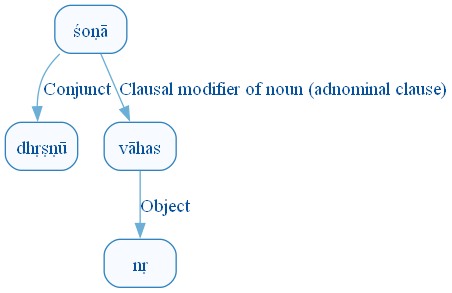 śoṇā
Conjunct Clausal modifier of noun (adnominal clause)
dhṛṣṇū vāhas
Object
nṛ